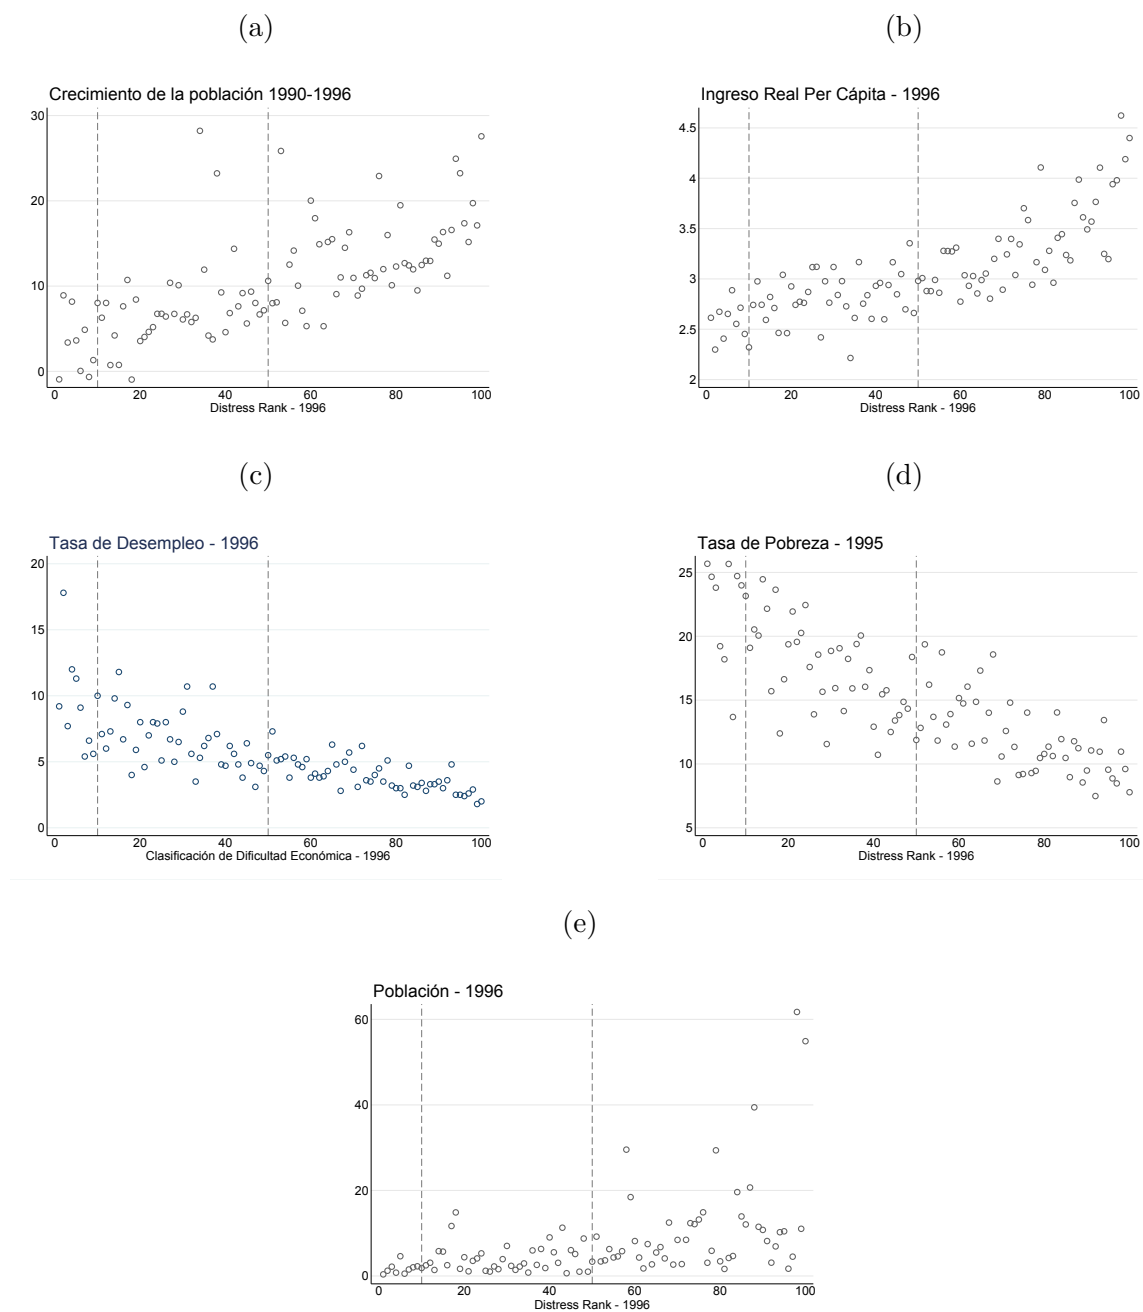 (a)
Crecimiento de la población 1990-1996
30
20
10
0
0 20 40 60 80 100
Distress Rank - 1996
(b)
Ingreso Real Per Cápita - 1996
4.5
4
3.5
3
2.5
2
0 20 40 60 80 100
Distress Rank - 1996
(c)
Tasa de Desempleo - 1996
20
15
10
5
0
0 20 40 60 80 100
Clasificación de Dificultad Económica - 1996
(d)
Tasa de Pobreza - 1995
25
20
15
10
5
0 20 40 60 80 100
Distress Rank - 1996
(e)
Población - 1996
60
40
20
0
0 20 40 60 80 100
Distress Rank - 1996